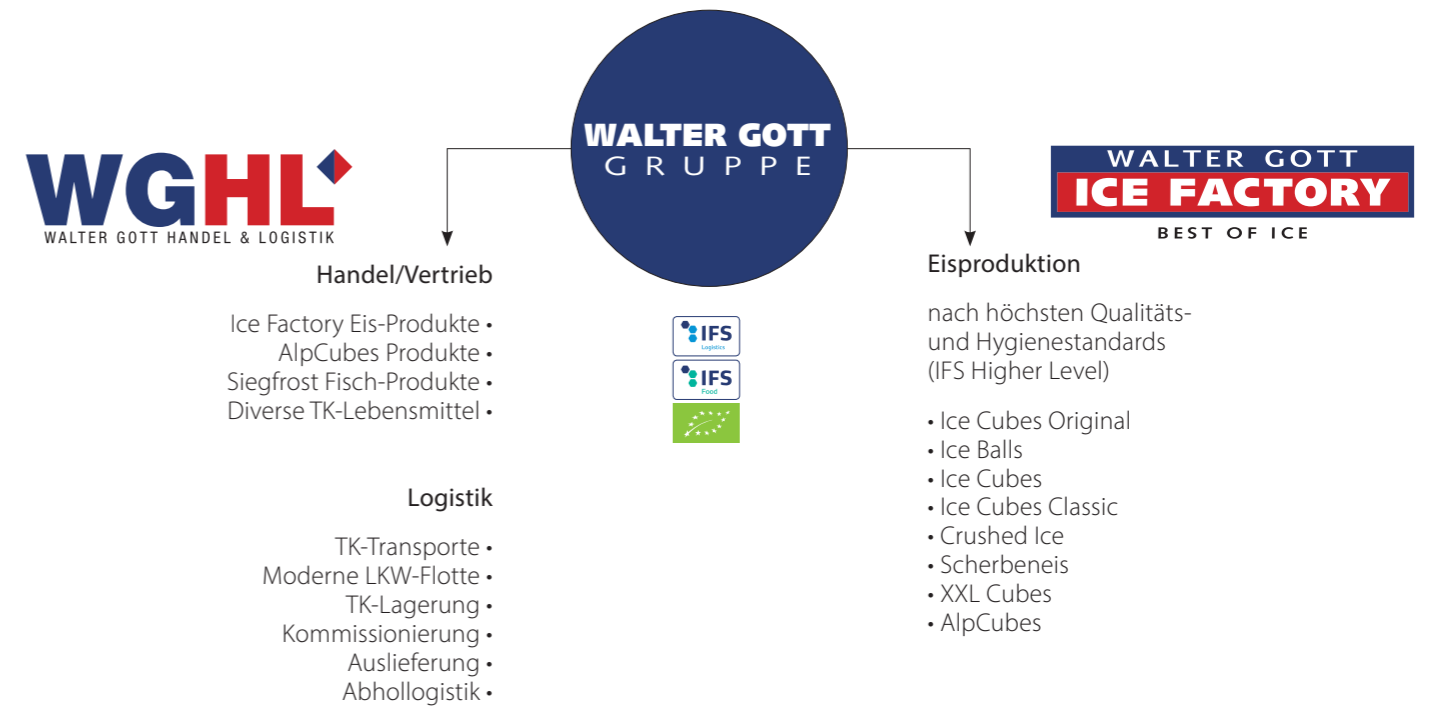 WALTER GOTT
GRUPPE
WGHL
WALTER GOTT HANDEL & LOGISTIK
Handel/Vertrieb
Ice Factory Eis-Produkte •
AlpCubes Produkte •
Siegfrost Fisch-Produkte •
Diverse TK-Lebensmittel •
Logistik
TK-Transporte •
Moderne LKW-Flotte •
TK-Lagerung •
Kommissionierung •
Auslieferung •
Abhollogistik •
IFS
Logistics
IFS
Food
WALTER GOTT
ICE FACTORY
BEST OF ICE
Eisproduktion
nach höchsten Qualitäts-
und Hygienestandards
(IFS Higher Level)
• Ice Cubes Original
• Ice Balls
• Ice Cubes
• Ice Cubes Classic
• Crushed Ice
• Scherbeneis
• XXL Cubes
• AlpCubes